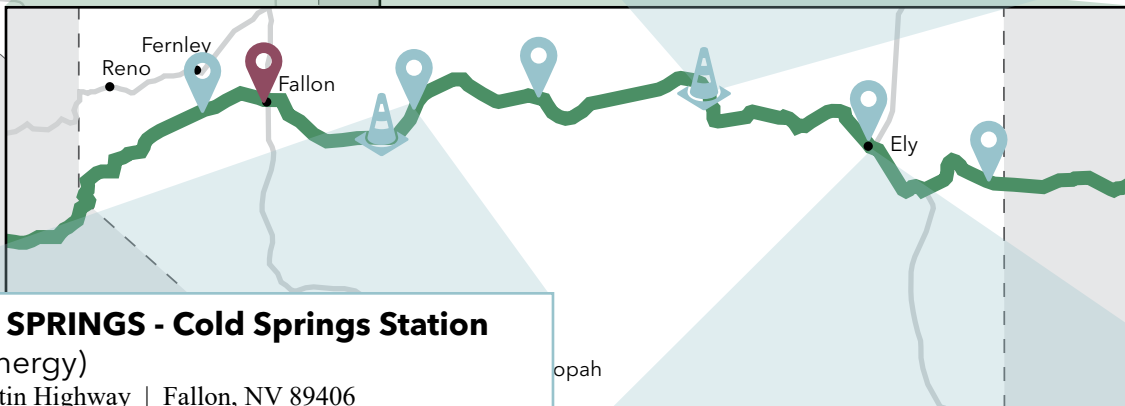 Fernley
Reno
Fallon
Ely
SPRINGS - Cold Springs Station
nergy)
opah
tin Highway | Fallon, NV 89406